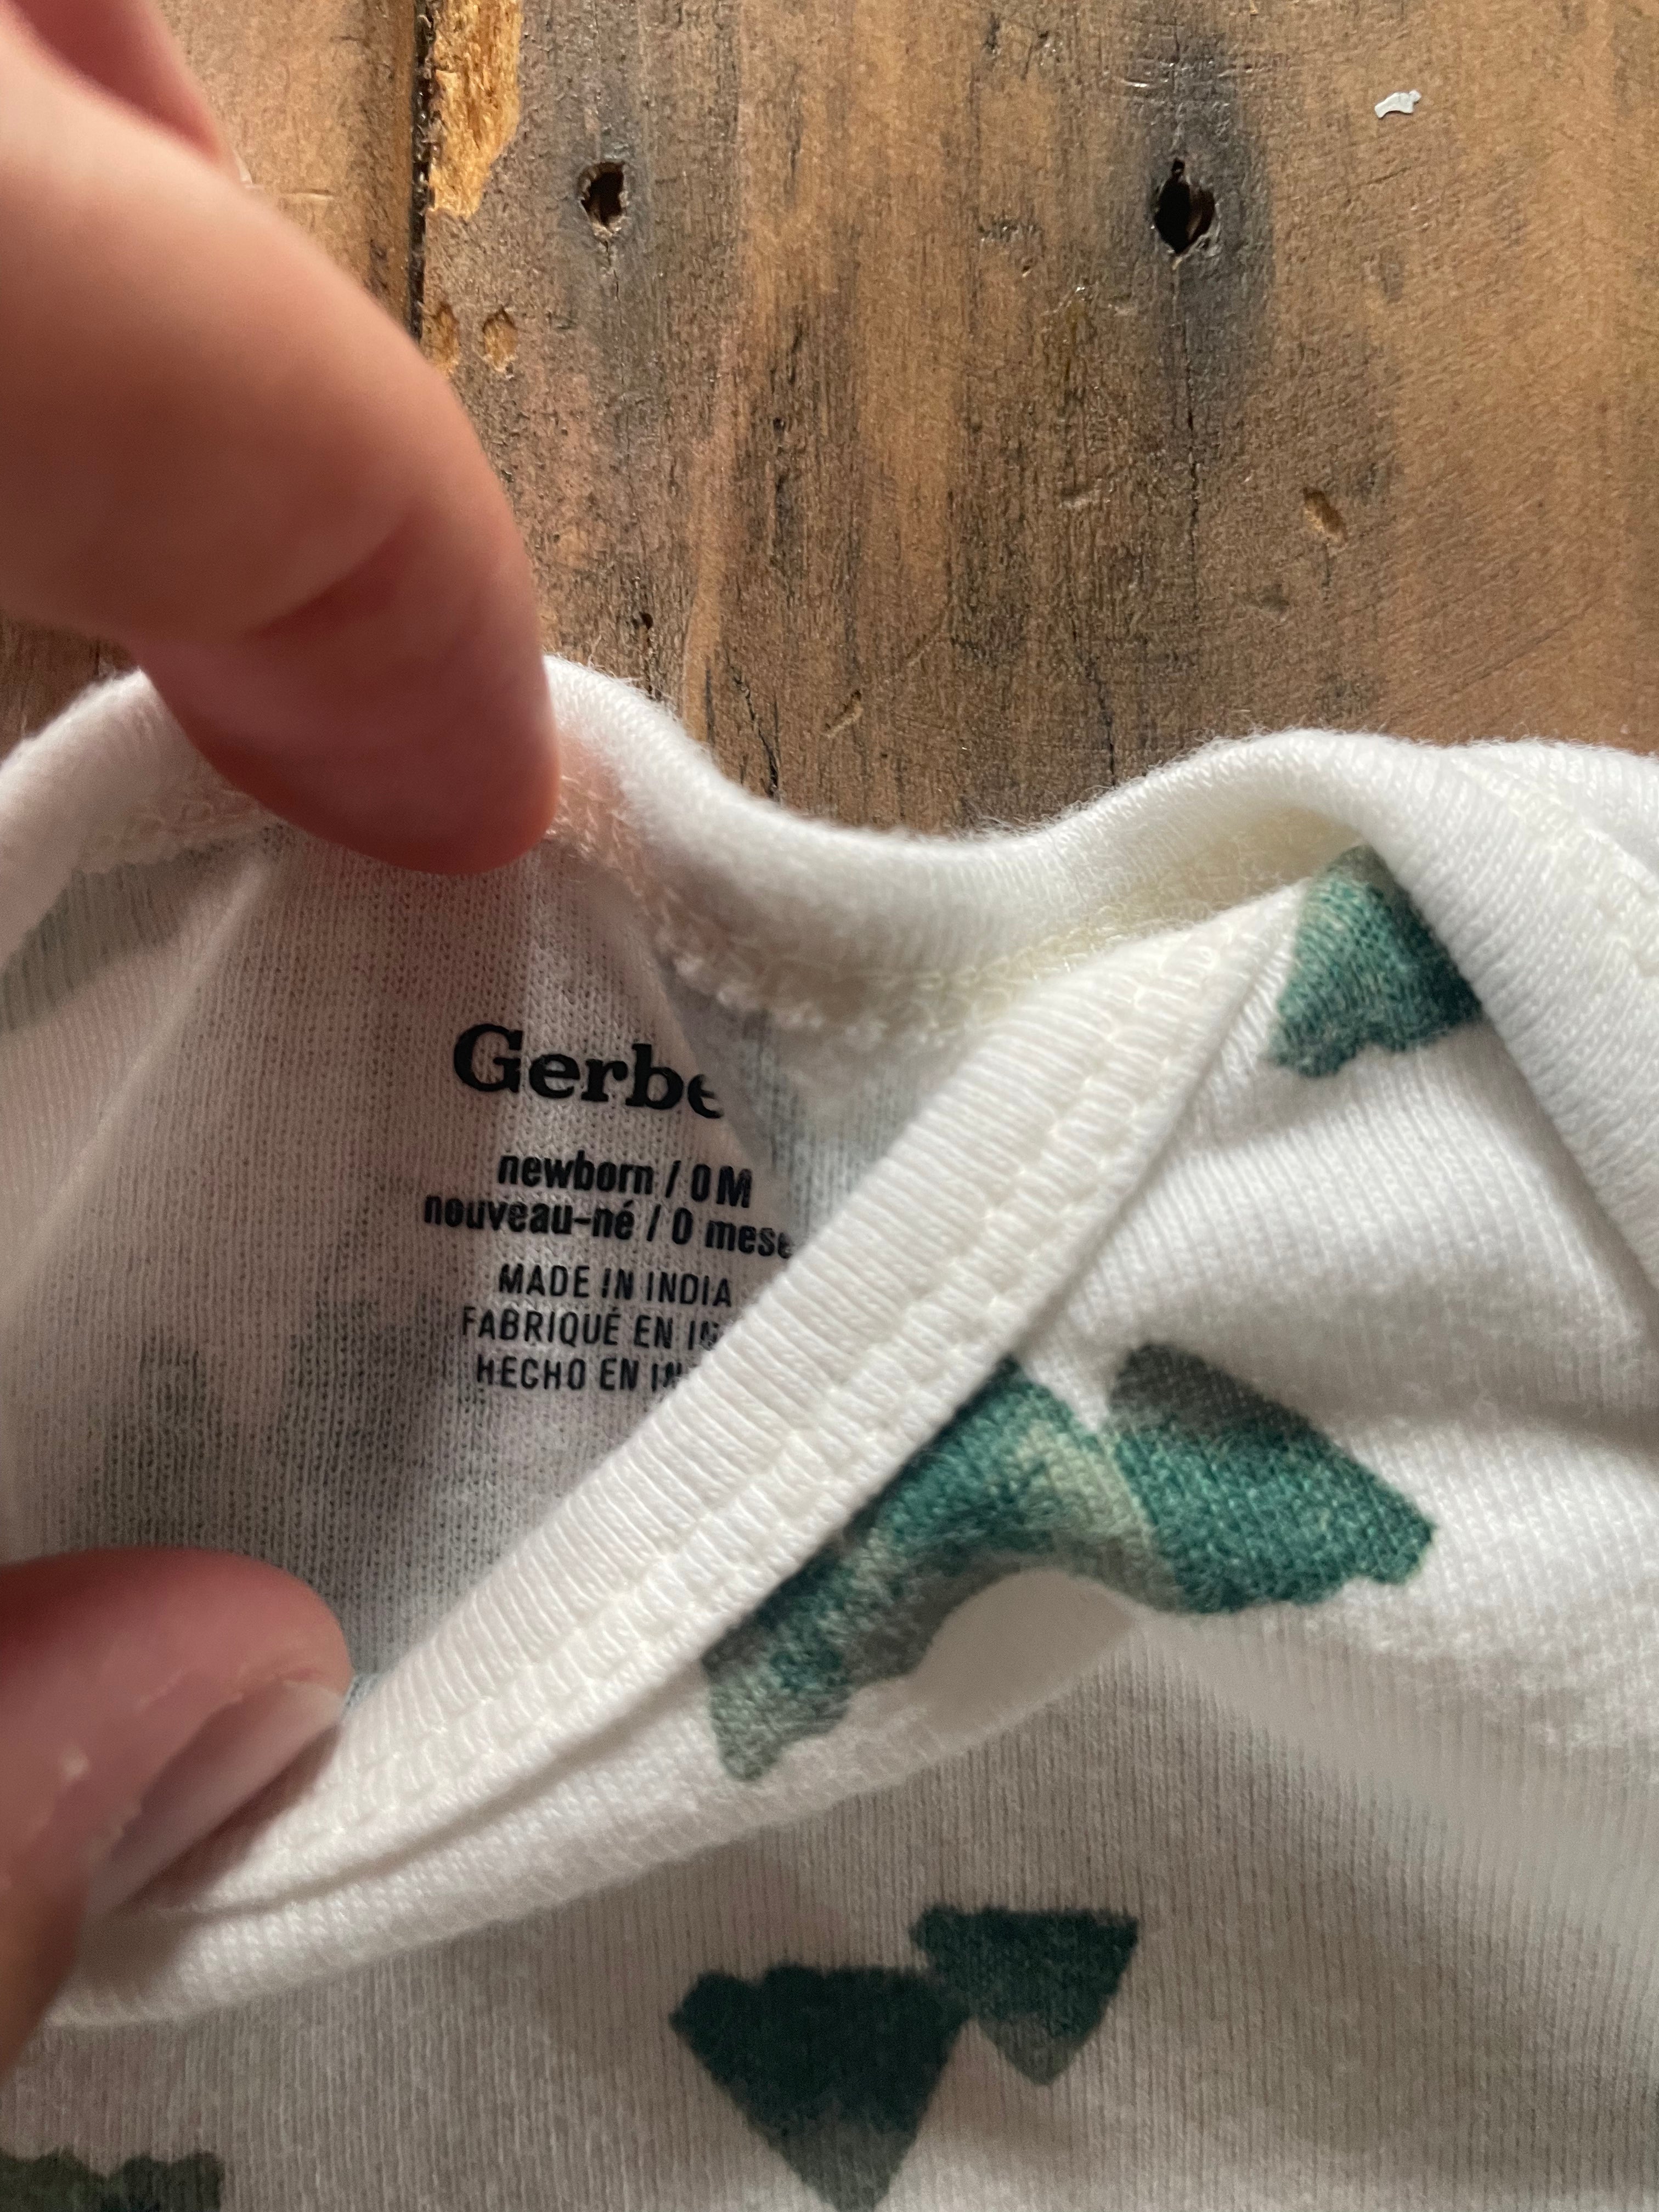 Gerbe
newborn / 0M
nouveau-né / 0 mese
MADE IN INDIA
FABRIQUÉ EN IN
HECHO EN IN